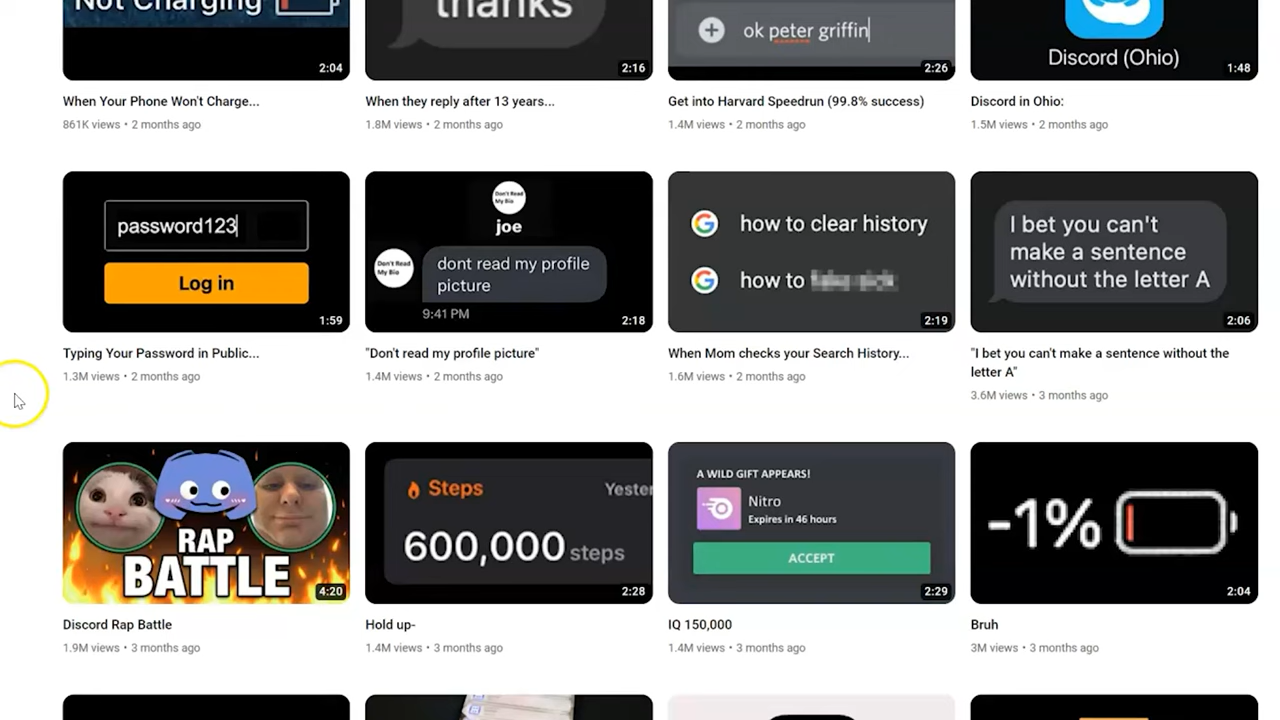 Not Charging
thanks
ok peter griffin
Discord (Ohio)
2:04
2:16
2:26
1:48
When Your Phone Won't Charge...
When they reply after 13 years...
Get into Harvard Speedrun (99.8% success)
Discord in Ohio:
861K views • 2 months ago
1.8M views • 2 months ago
1.4M views • 2 months ago
1.5M views • 2 months ago
password123
Log in
1:59
Don't Read
My Bio
joe
Don't Read
My Bio
dont read my profile
picture
9:41 PM
2:18
how to clear history
how to
2:19
I bet you can't
make a sentence
without the letter A
2:06
Typing Your Password in Public...
1.3M views • 2 months ago
"Don't read my profile picture"
1.4M views • 2 months ago
When Mom checks your Search History...
1.6M views • 2 months ago
"I bet you can't make a sentence without the
letter A"
3.6M views • 3 months ago
RAP
BATTLE
4:20
Steps
Yester
600,000 steps
2:28
A WILD GIFT APPEARS!
Nitro
Expires in 46 hours
ACCEPT
2:29
-1%
2:04
Discord Rap Battle
1.9M views • 3 months ago
Hold up-
1.4M views • 3 months ago
IQ 150,000
1.4M views • 3 months ago
Bruh
3M views • 3 months ago